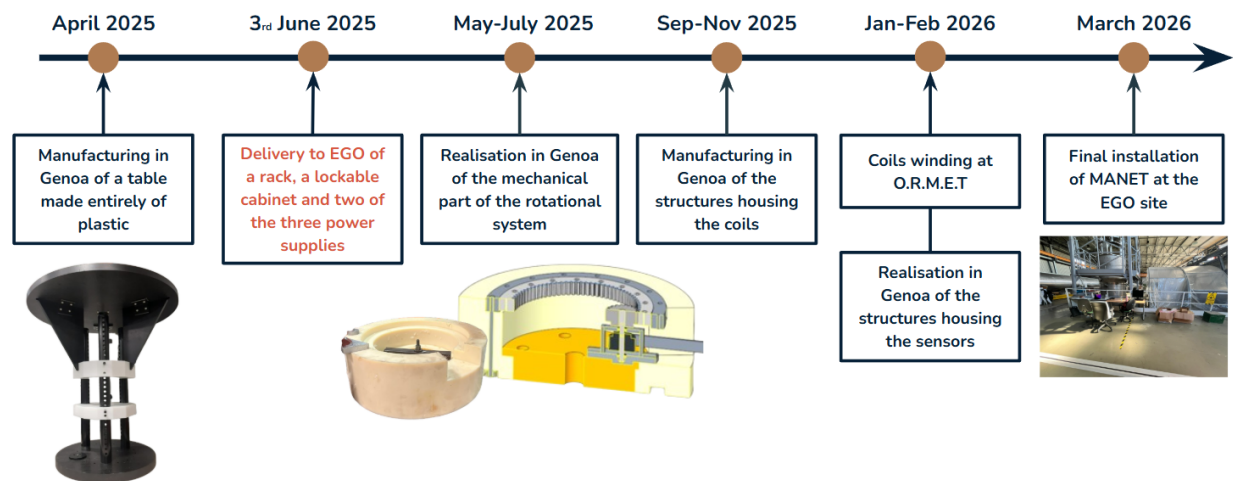 April 2025
3rd June 2025
May-July 2025
Sep-Nov 2025
Jan-Feb 2026
March 2026
Manufacturing in
Genoa of a table
made entirely of
plastic
Delivery to EGO of
a rack, a lockable
cabinet and two of
the three power
supplies
Realisation in Genoa
of the mechanical
part of the rotational
system
Manufacturing in
Genoa of the
structures housing
the coils
Coils winding at
O.R.M.E.T
Realisation in
Genoa of the
structures housing
the sensors
Final installation
of MANET at the
EGO site